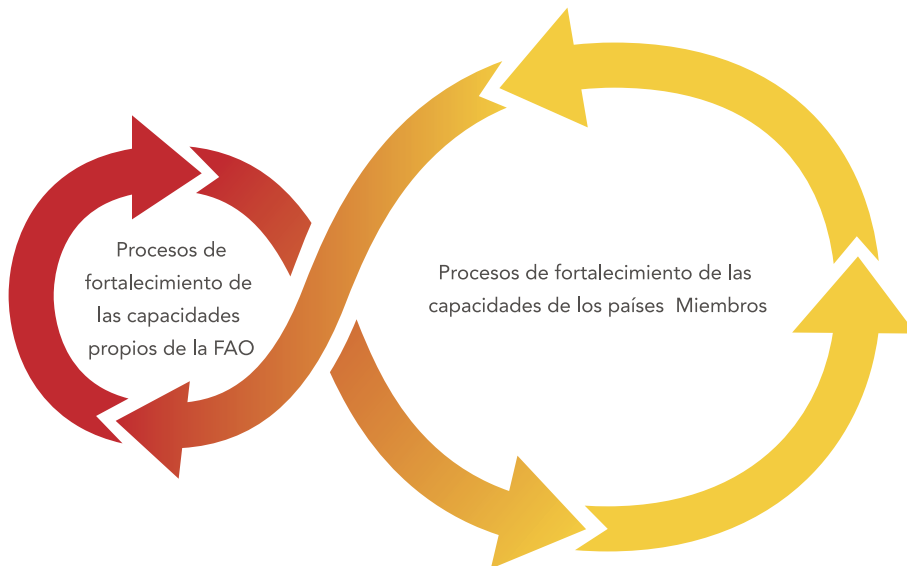 Procesos de
fortalecimiento de
las capacidades
propios de la FAO
Procesos de fortalecimiento de las
capacidades de los países  Miembros